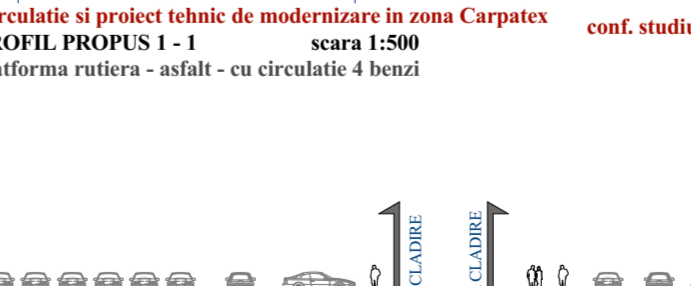 rculatie si proiect tehnic de modernizare in zona Carpatex
conf. studiu
ROFIL PROPUS 1 - 1 scara 1:500
atforma rutiera - asfalt - cu circulatie 4 benzi
CLADIRE
CLADIRE